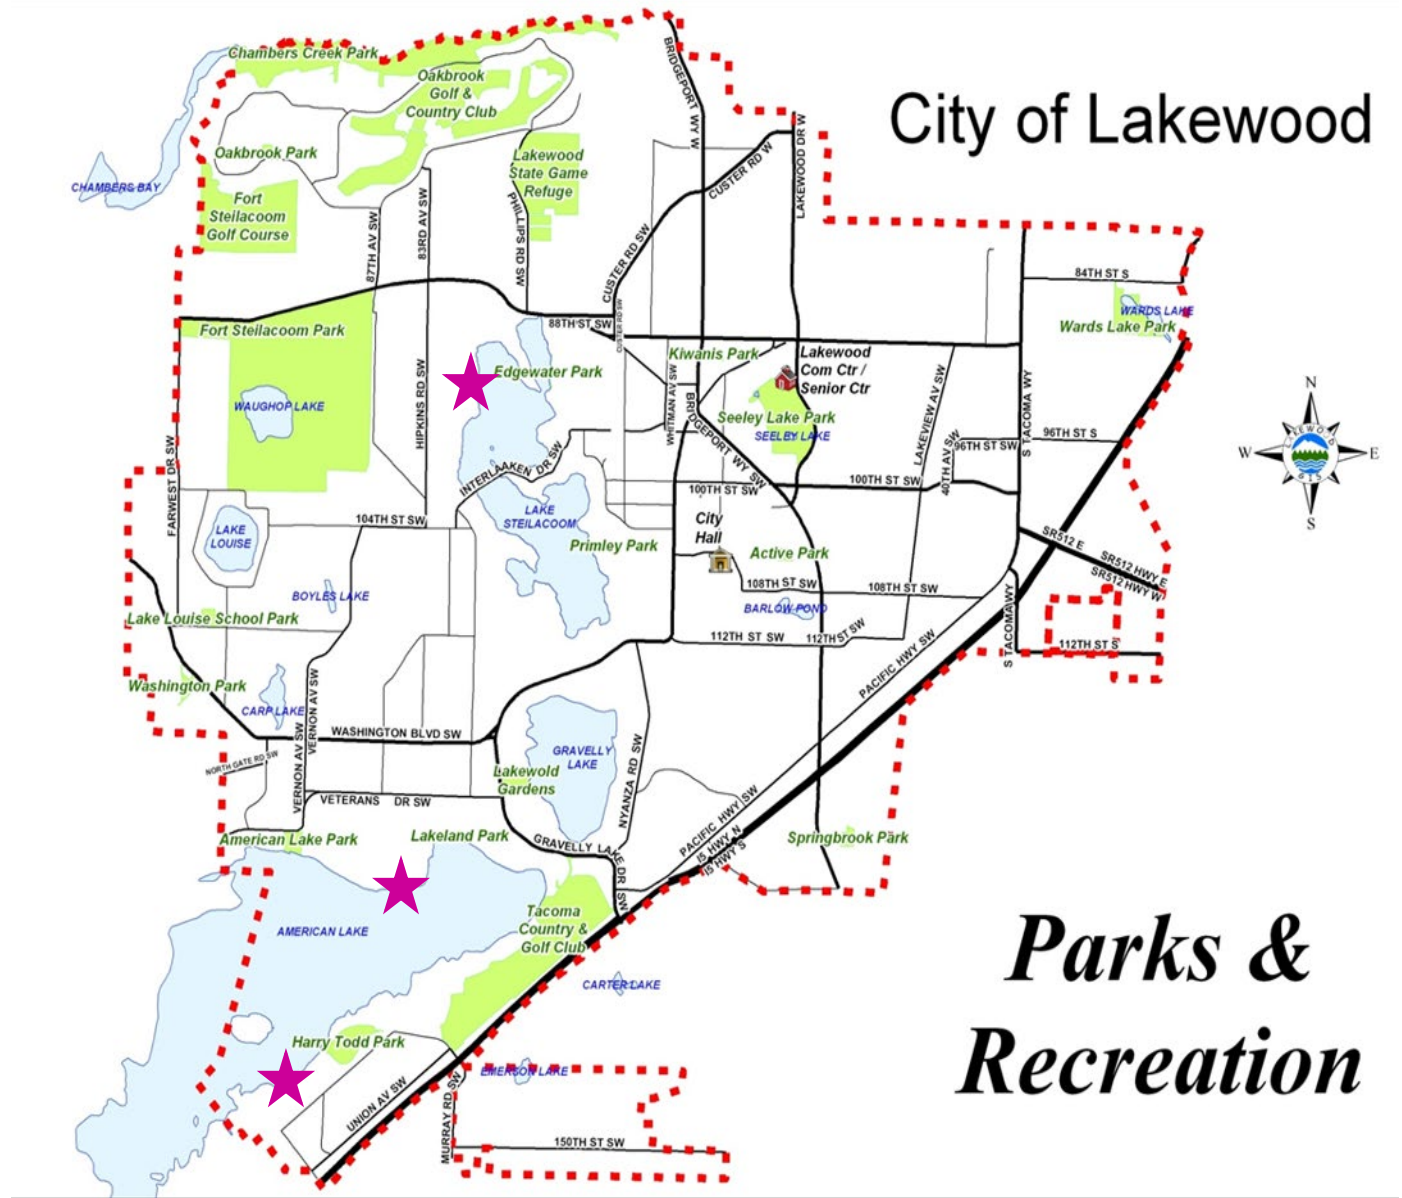 City of Lakewood
Parks &
Recreation
Chambers Creek Park
Oakbrook
Golf &
Country Club
Oakbrook Park
CHAMBERS BAY
Fort
Steilacoom
Golf Course
Lakewood
State Game
Refuge
BRIDGEPORT WY W
CUSTER RD W
LAKEWOOD DR W
87TH AV SW
83RD AV SW
PHILLIPS RD SW
CUSTER RD SW
CUSTER RD SW
88TH ST SW
84TH ST S
WARDS LAKE
Wards Lake Park
Fort Steilacoom Park
WAUGHOP LAKE
HIPKINS RD SW
Edgewater Park
Kiwanis Park
Lakewood
Com Ctr /
Senior Ctr
Seeley Lake Park
SEELEY LAKE
WHITMAN AV SW
BRIDGEPORT WY SW
LAKEVIEW AV SW
40TH AV SW
S TACOMA WY
96TH ST SW
96TH ST S
N
W
E
S
LAKEWOOD
GIS
FARWEST DR SW
INTERLAAKEN DR SW
100TH ST SW
100TH ST SW
104TH ST SW
LAKE
LOUISE
LAKE
STEILACOOM
Primley Park
City
Hall
Active Park
SR512 E
SR512 HWY E
SR512 HWY W
108TH ST SW
108TH ST SW
BARLOW POND
BOYLES LAKE
Lake Louise School Park
112TH ST SW
112TH ST SW
S TACOMA WY
112TH ST S
PACIFIC HWY SW
Washington Park
CARP LAKE
VERNON AV SW
VERNON AV SW
WASHINGTON BLVD SW
NORTH GATE RD SW
GRAVELLY
LAKE
NYANZA RD SW
Lakewold
Gardens
VETERANS DR SW
American Lake Park
Lakeland Park
GRAVELLY LAKE DR SW
PACIFIC HWY SW
I5 HWY N
I5 HWY S
Springbrook Park
AMERICAN LAKE
Tacoma
Country &
Golf Club
CARTER LAKE
Harry Todd Park
EMERSON LAKE
UNION AV SW
MURRAY RD SW
150TH ST SW